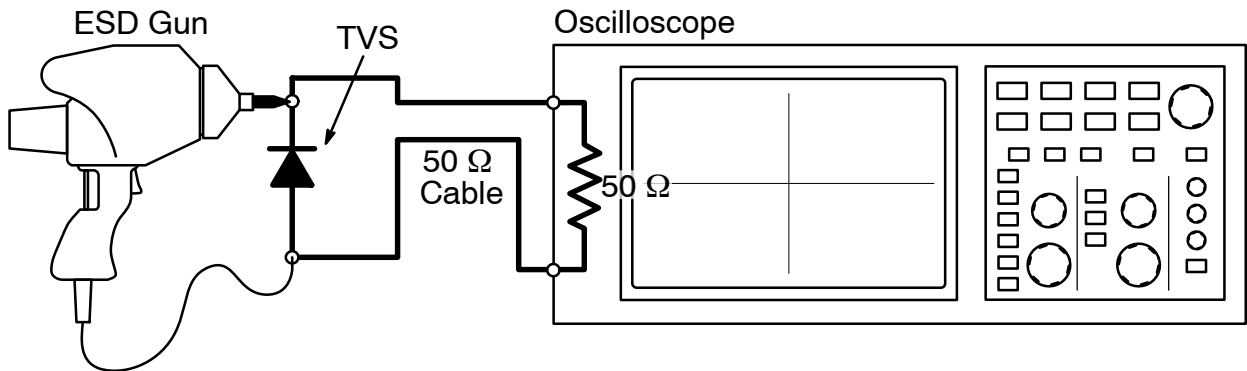 ESD Gun
TVS
Oscilloscope
50 Ω
Cable
50 Ω